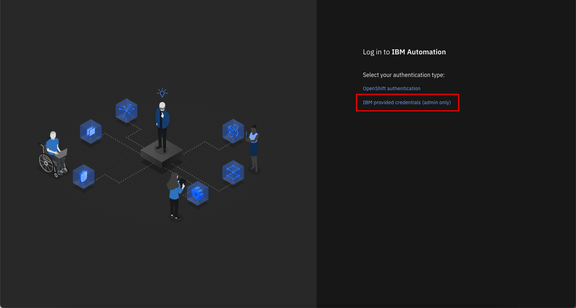 Log in to IBM Automation
Select your authentication type:
OpenShift authentication
IBM provided credentials (admin only)